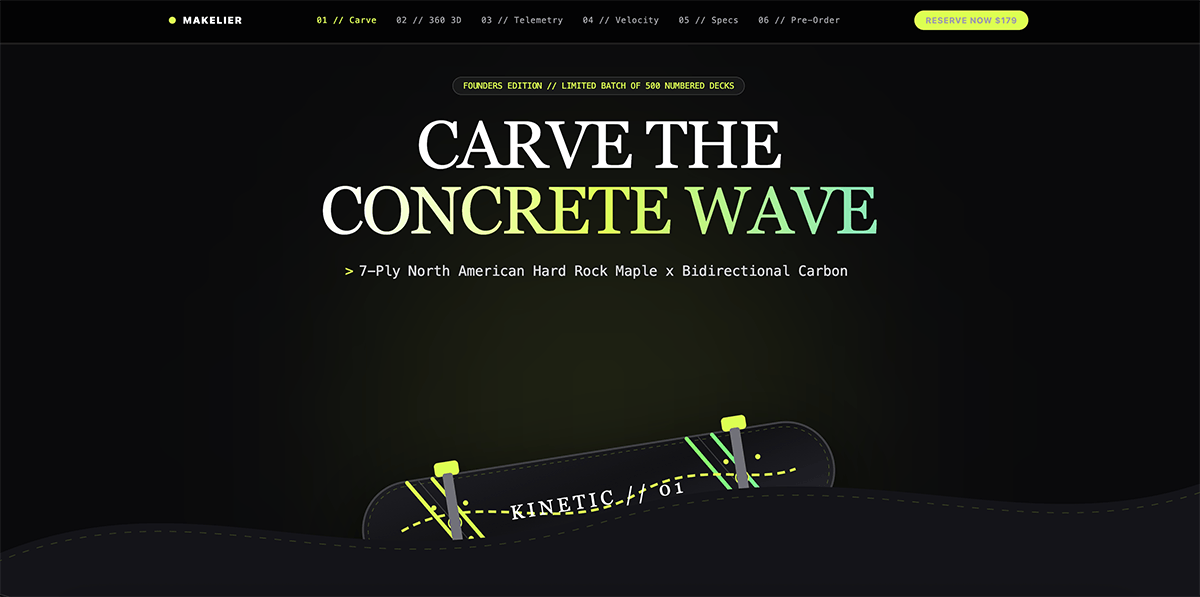 MAKELIER
01 // Carve
02 // 360 3D
03 // Telemetry
04 // Velocity
05 // Specs
06 // Pre-Order
RESERVE NOW $179
FOUNDERS EDITION // LIMITED BATCH OF 500 NUMBERED DECKS
CARVE THE
CONCRETE WAVE
> 7-Ply North American Hard Rock Maple x Bidirectional Carbon
KINETIC // 01